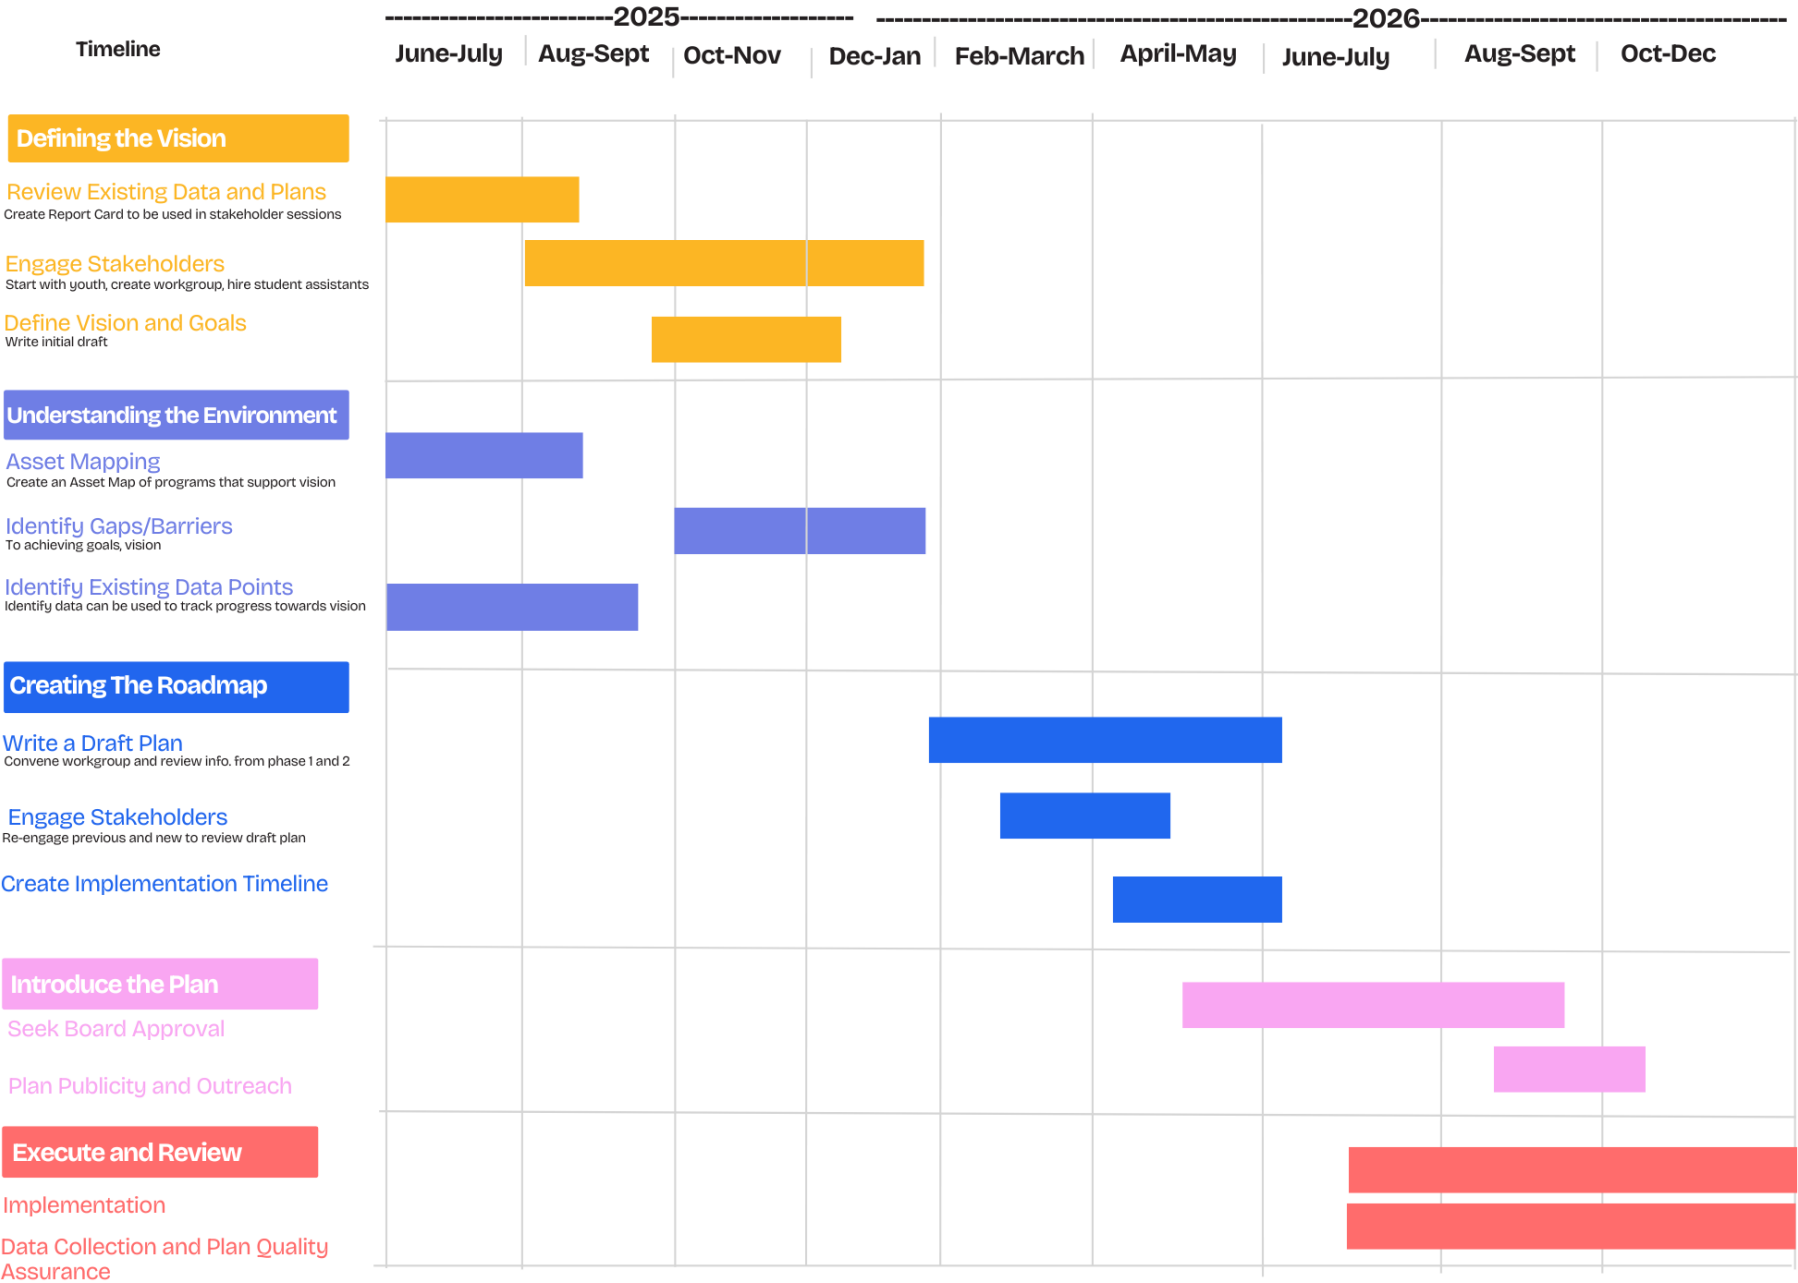 -------------------------2025-------------------
----------------------------------------------------2026----------------------------------------
Timeline
June-July
Aug-Sept
Oct-Nov
Dec-Jan
Feb-March
April-May
June-July
Aug-Sept
Oct-Dec
Defining the Vision
Review Existing Data and Plans
Create Report Card to be used in stakeholder sessions
Engage Stakeholders
Start with youth, create workgroup, hire student assistants
Define Vision and Goals
Write initial draft
Understanding the Environment
Asset Mapping
Create an Asset Map of programs that support vision
Identify Gaps/Barriers
To achieving goals, vision
Identify Existing Data Points
Identify data can be used to track progress towards vision
Creating The Roadmap
Write a Draft Plan
Convene workgroup and review info. from phase 1 and 2
Engage Stakeholders
Re-engage previous and new to review draft plan
Create Implementation Timeline
Introduce the Plan
Seek Board Approval
Plan Publicity and Outreach
Execute and Review
Implementation
Data Collection and Plan Quality
Assurance